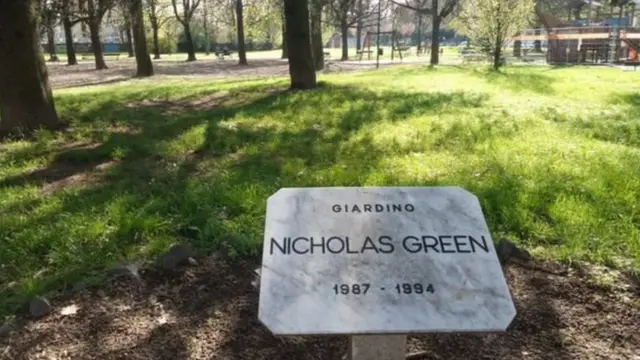 GIARDINO
NICHOLAS GREEN
1987 - 1994